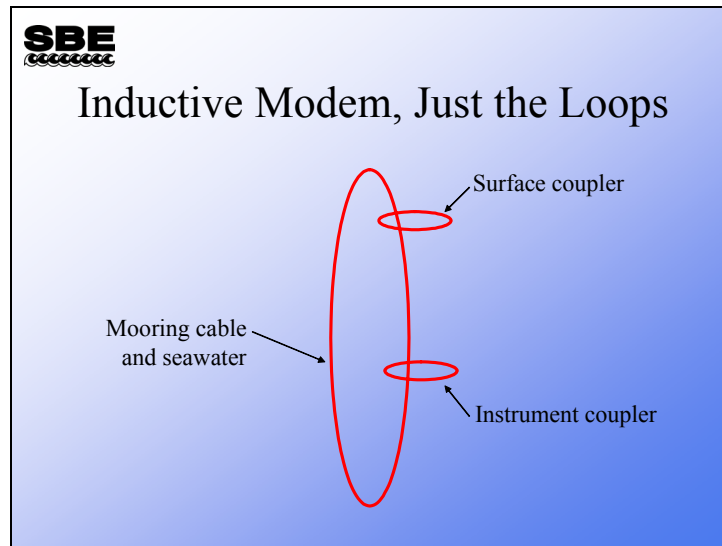 SBE
Inductive Modem, Just the Loops
Surface coupler
Mooring cable
and seawater
Instrument coupler